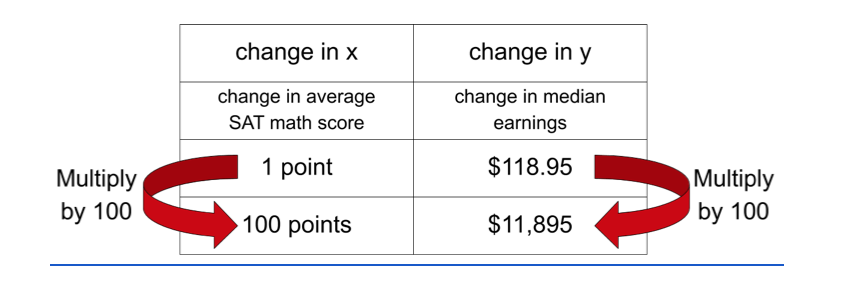 change in x
change in y
change in average
SAT math score
change in median
earnings
Multiply
by 100
1 point
$118.95
Multiply
by 100
100 points
$11,895